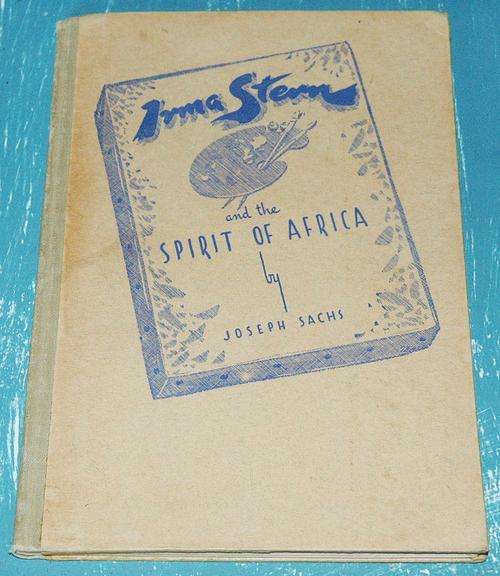 Irma Stern
and the
SPIRIT OF AFRICA
by
JOSEPH SACHS